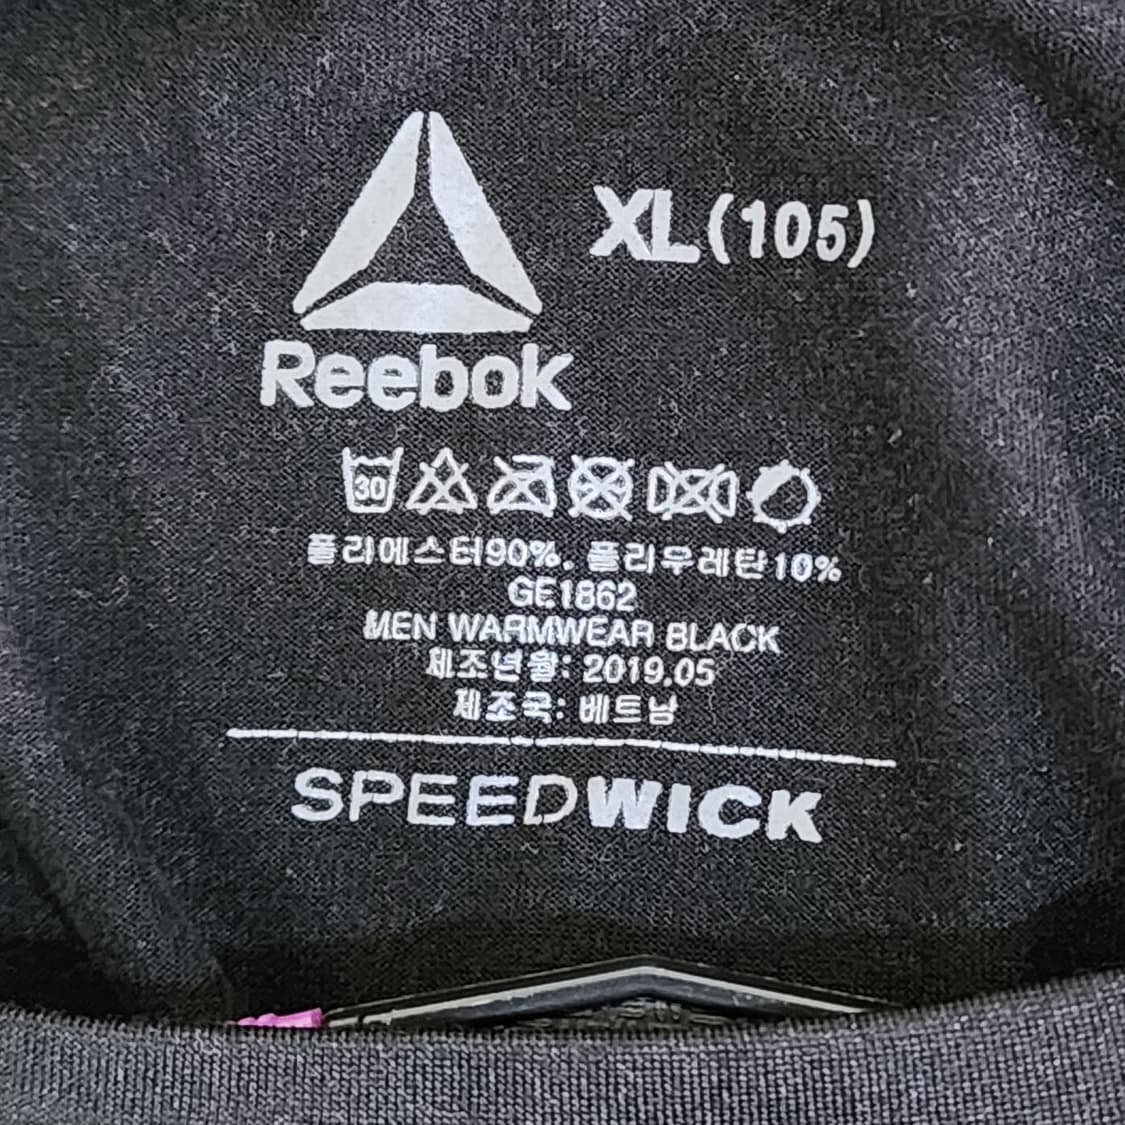 XL(105)
Reebok
30
폴리에스터90%. 폴리우레탄10%
GE1862
MEN WARMWEAR BLACK
제조년월: 2019.05
제조국: 베트남
SPEEDWICK